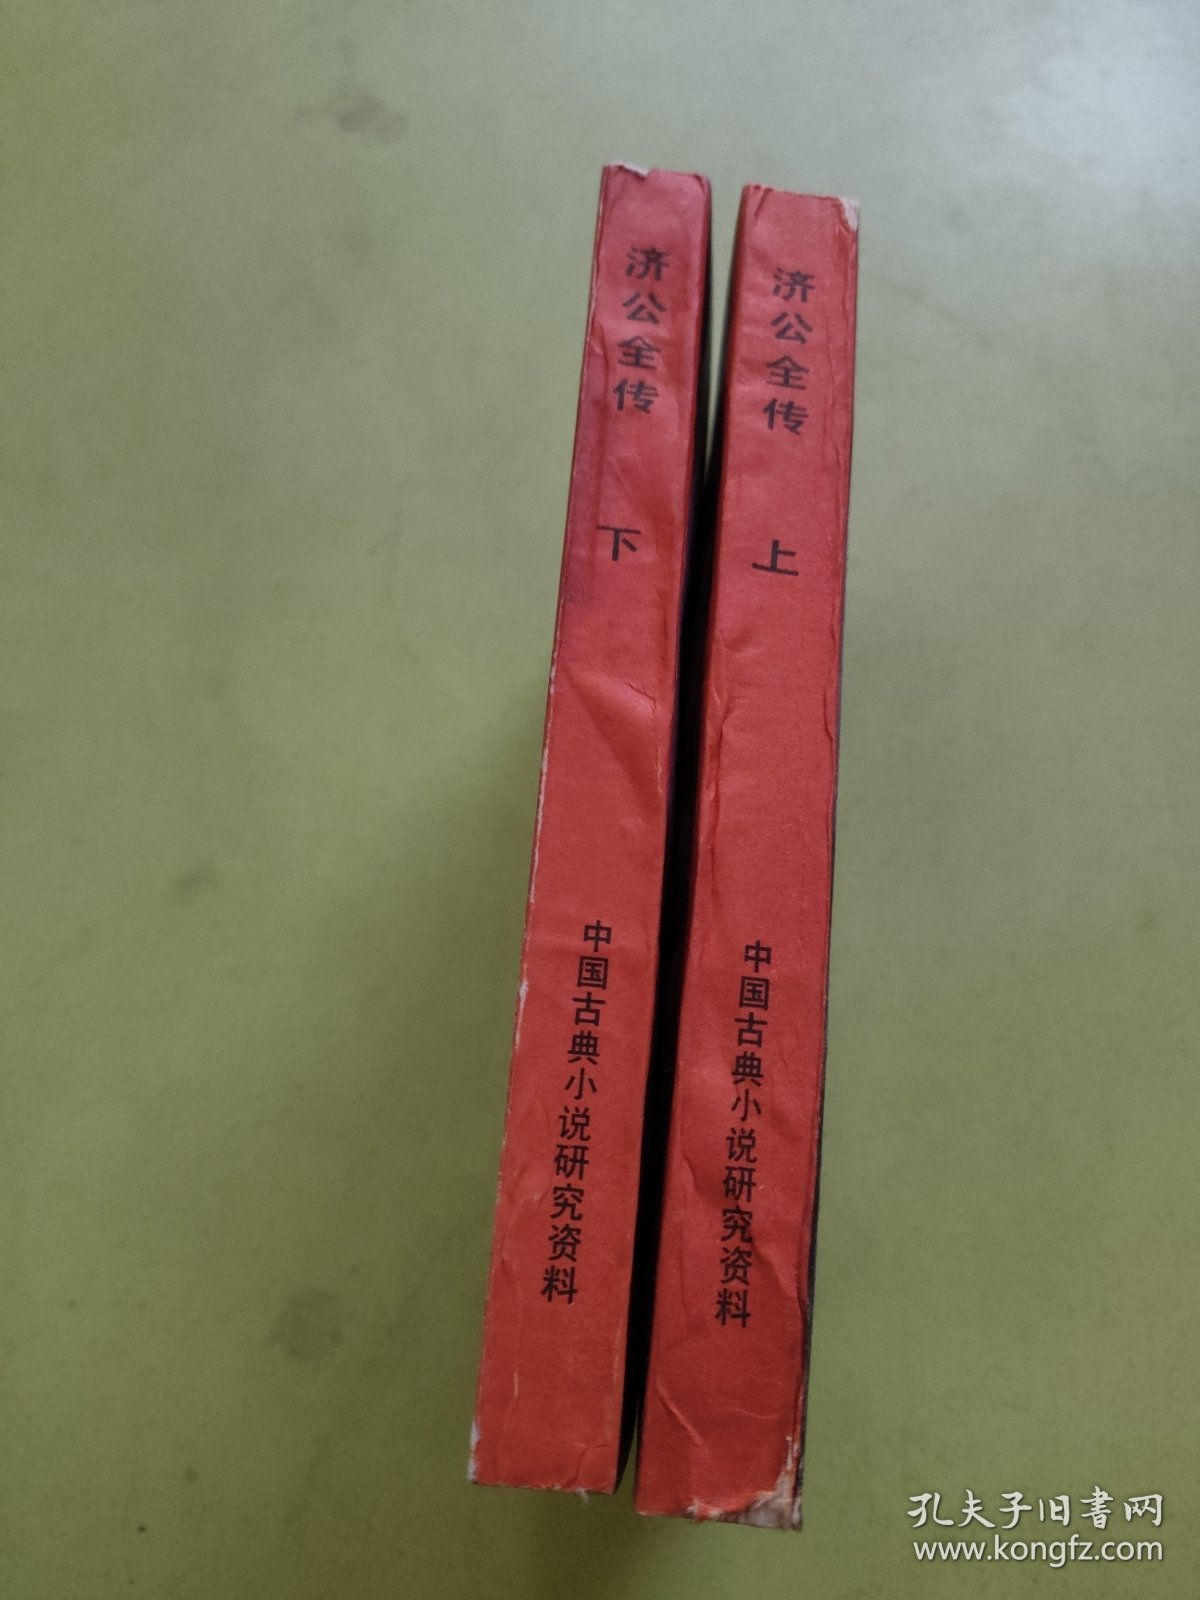 济公全传
下
中国古典小说研究资料
济公全传
上
中国古典小说研究资料
孔夫子旧書网
www.kongfz.com